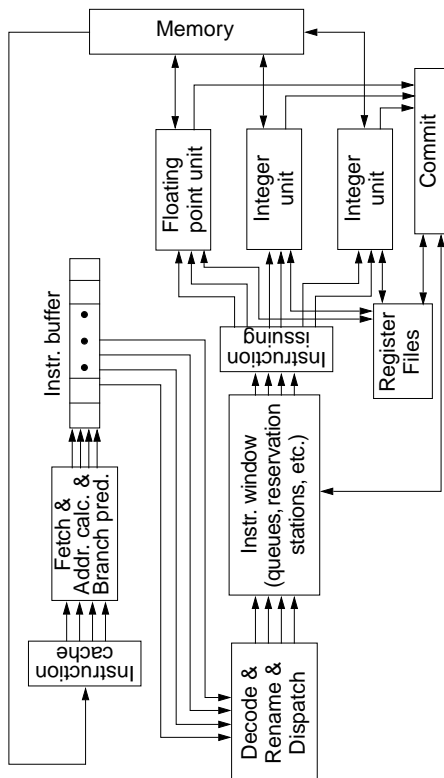 Memory
Commit
Floating
point unit
Integer
unit
Integer
unit
Instr. buffer
Instruction
issuing
Register
Files
Fetch &
Addr. calc. &
Branch pred.
Instr. window
(queues, reservation
stations, etc.)
Instruction
cache
Decode &
Rename &
Dispatch